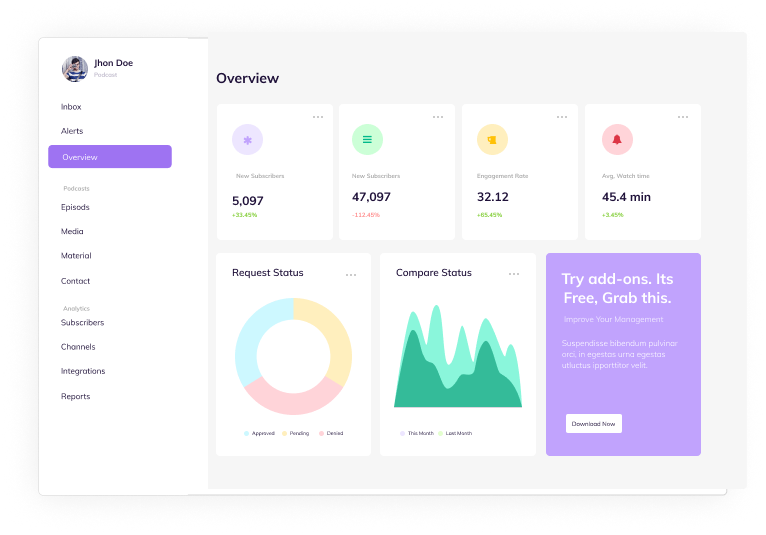 Jhon Doe
Podcast
Inbox
Alerts
Overview
Podcasts
Episods
Media
Material
Contact
Analytics
Subscribers
Channels
Integrations
Reports
Overview
New Subscribers
5,097
+33.45%
New Subscribers
47,097
-112.45%
Engagement Rate
32.12
+65.45%
Avg. Watch time
45.4 min
+3.45%
Request Status
Approved
Pending
Denied
Compare Status
This Month
Last Month
Try add-ons. Its
Free, Grab this.
Improve Your Management
Suspendisse bibendum pulvinar
orci, in egestas urna egestas
utluctus ipporttitor velit.
Download Now